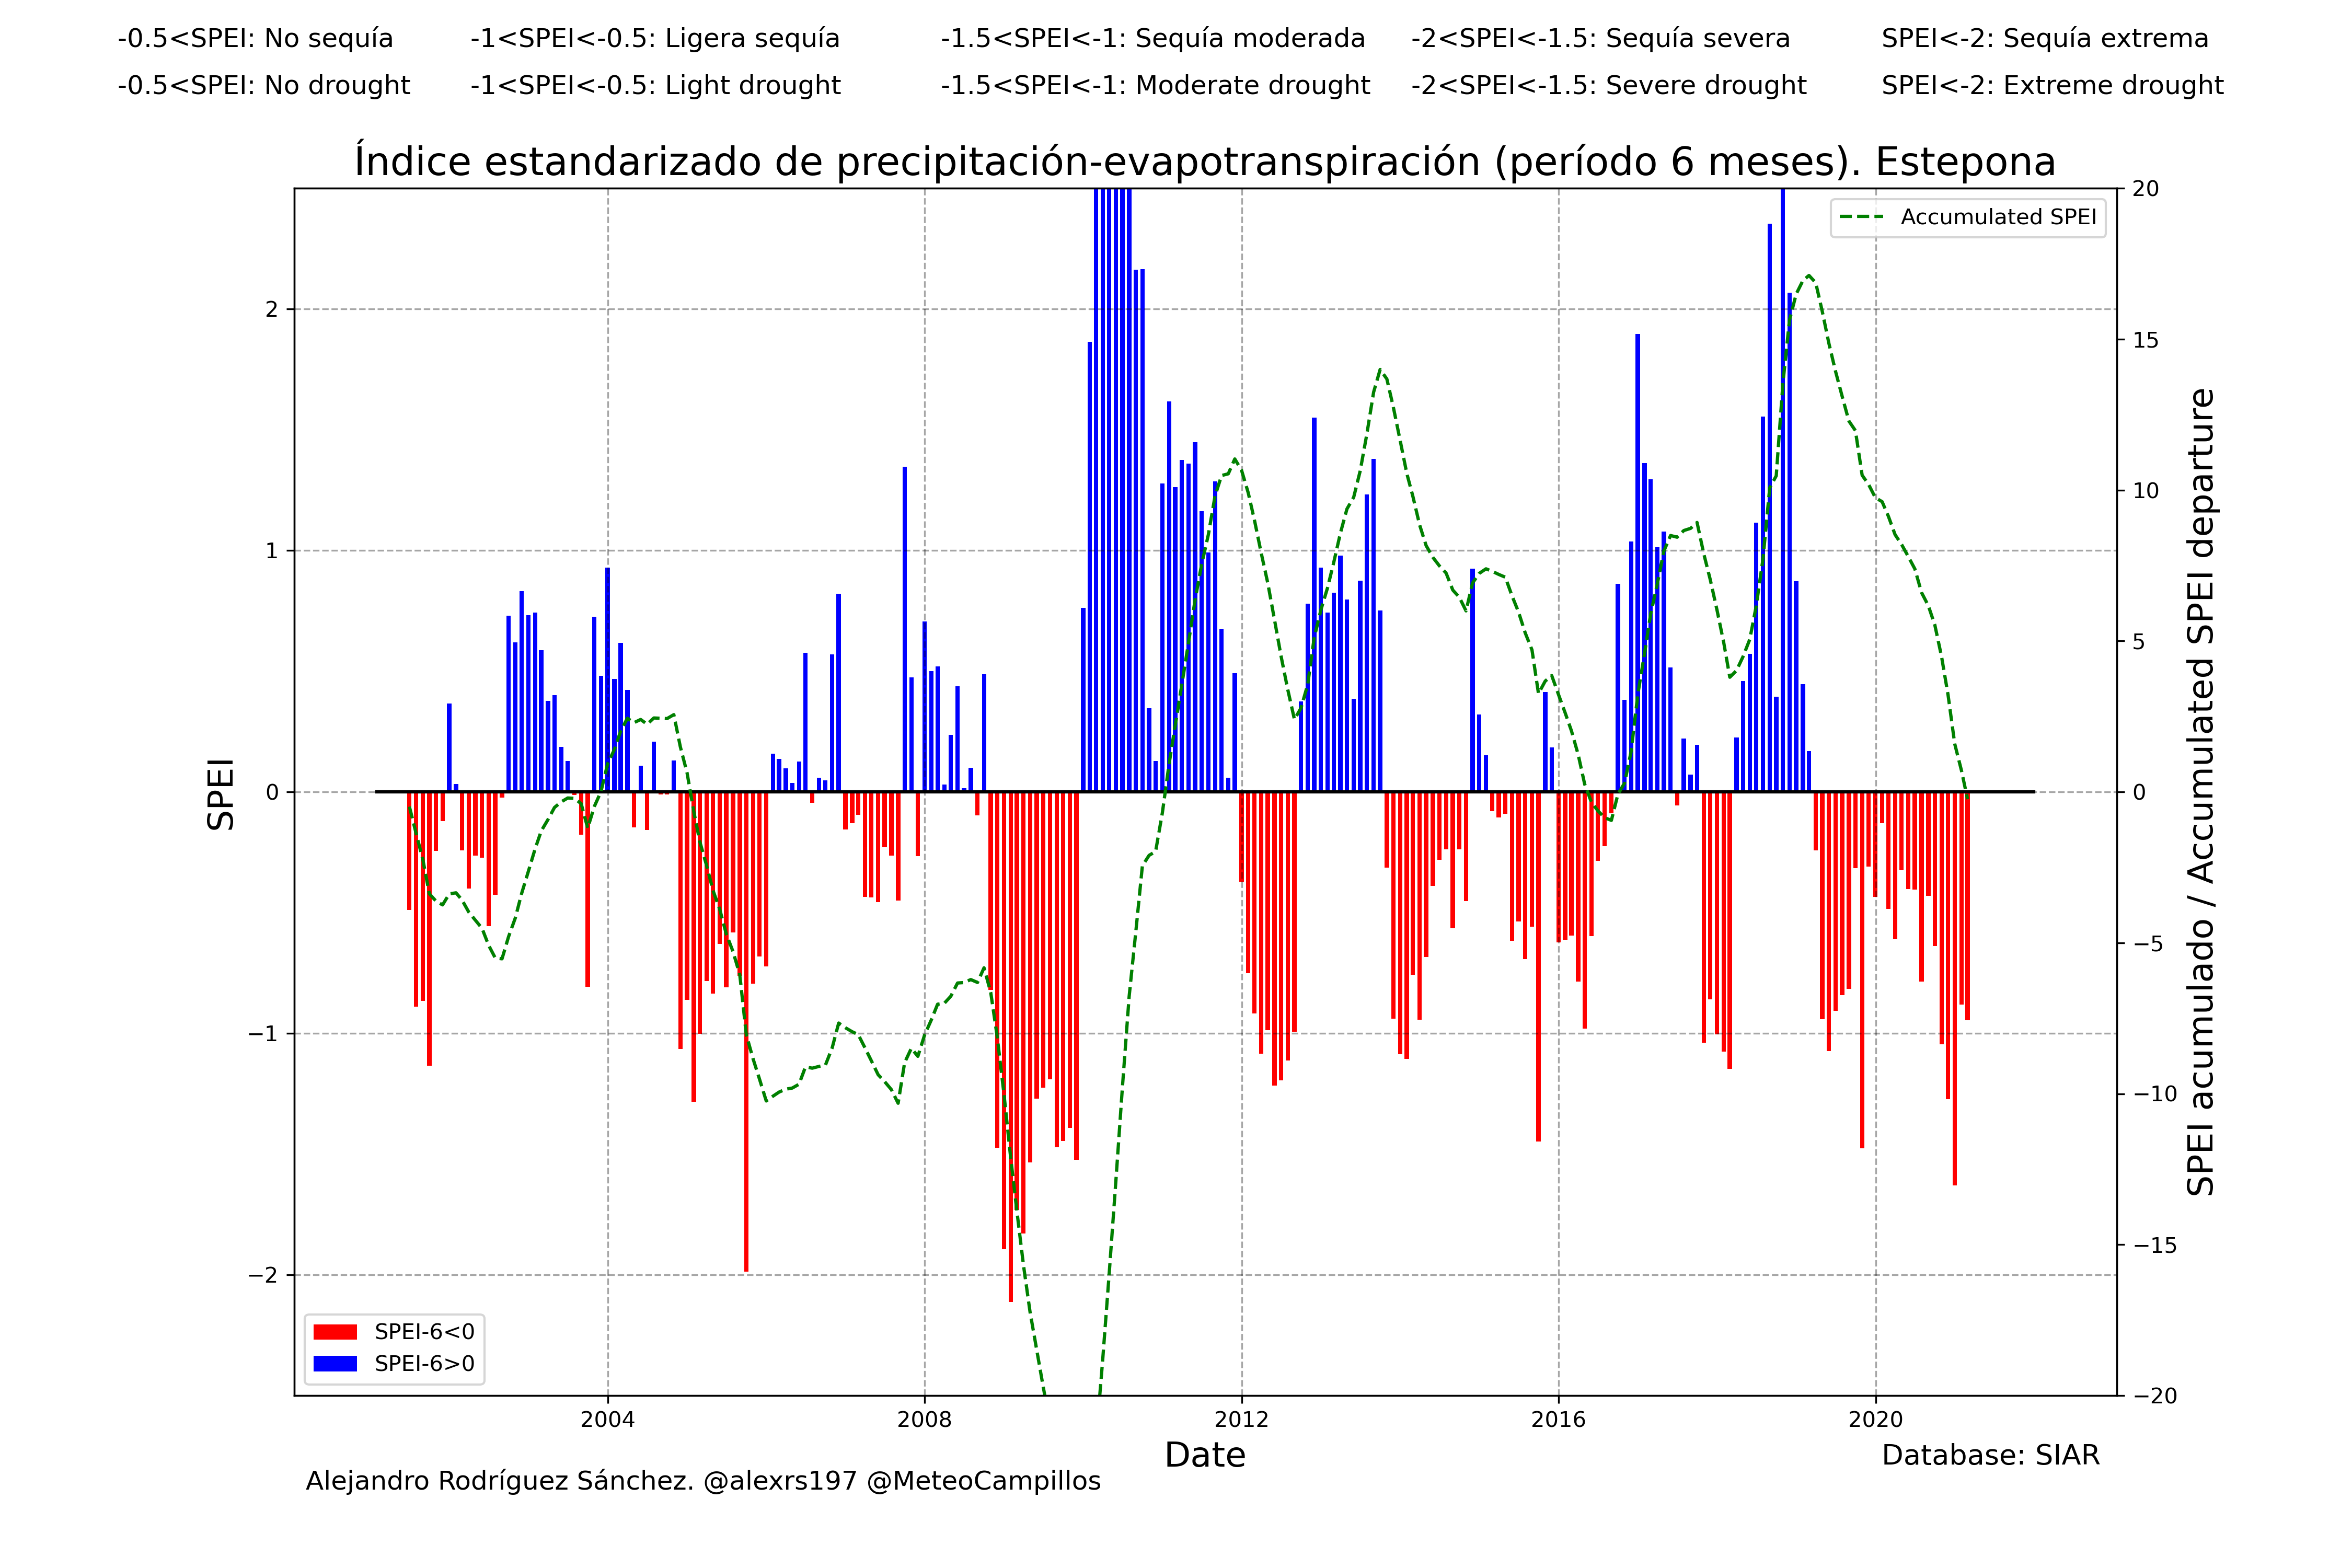 -0.5<SPEI: No sequía -1<SPEI<-0.5: Ligera sequía -1.5<SPEI<-1: Sequía moderada -2<SPEI<-1.5: Sequía severa SPEI<-2: Sequía extrema
-0.5<SPEI: No drought -1<SPEI<-0.5: Light drought -1.5<SPEI<-1: Moderate drought -2<SPEI<-1.5: Severe drought SPEI<-2: Extreme drought
Índice estandarizado de precipitación-evapotranspiración (período 6 meses). Estepona
Accumulated SPEI
SPEI
2
1
0
−1
−2
20
15
10
5
0
−5
−10
−15
−20
SPEI acumulado / Accumulated SPEI departure
SPEI-6<0
SPEI-6>0
2004 2008 2012 2016 2020
Date
Database: SIAR
Alejandro Rodríguez Sánchez. @alexrs197 @MeteoCampillos